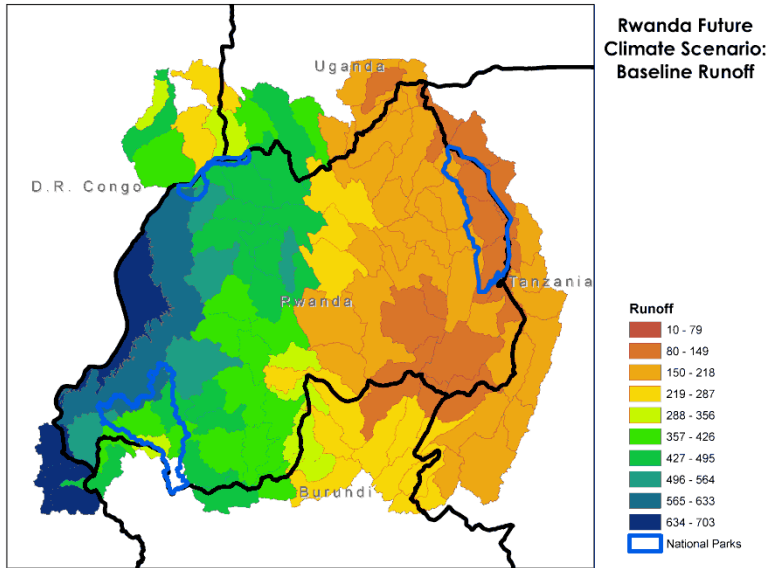 Rwanda Future
Climate Scenario:
Baseline Runoff
Uganda
D.R. Congo
Tanzania
Rwanda
Burundi
Runoff
10 - 79
80 - 149
150 - 218
219 - 287
288 - 356
357 - 426
427 - 495
496 - 564
565 - 633
634 - 703
National Parks